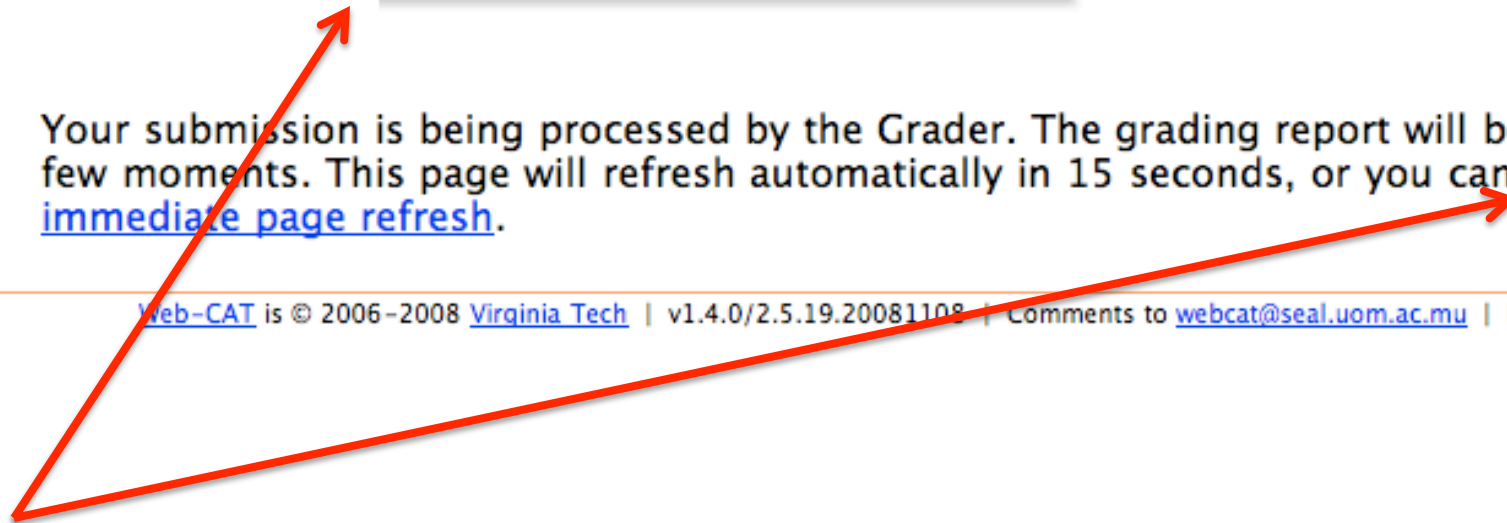 Your submission is being processed by the Grader. The grading report will b
few moments. This page will refresh automatically in 15 seconds, or you can
immediate page refresh.
Web-CAT is © 2006-2008 Virginia Tech | v1.4.0/2.5.19.20081108 | Comments to webcat@seal.uom.ac.mu |